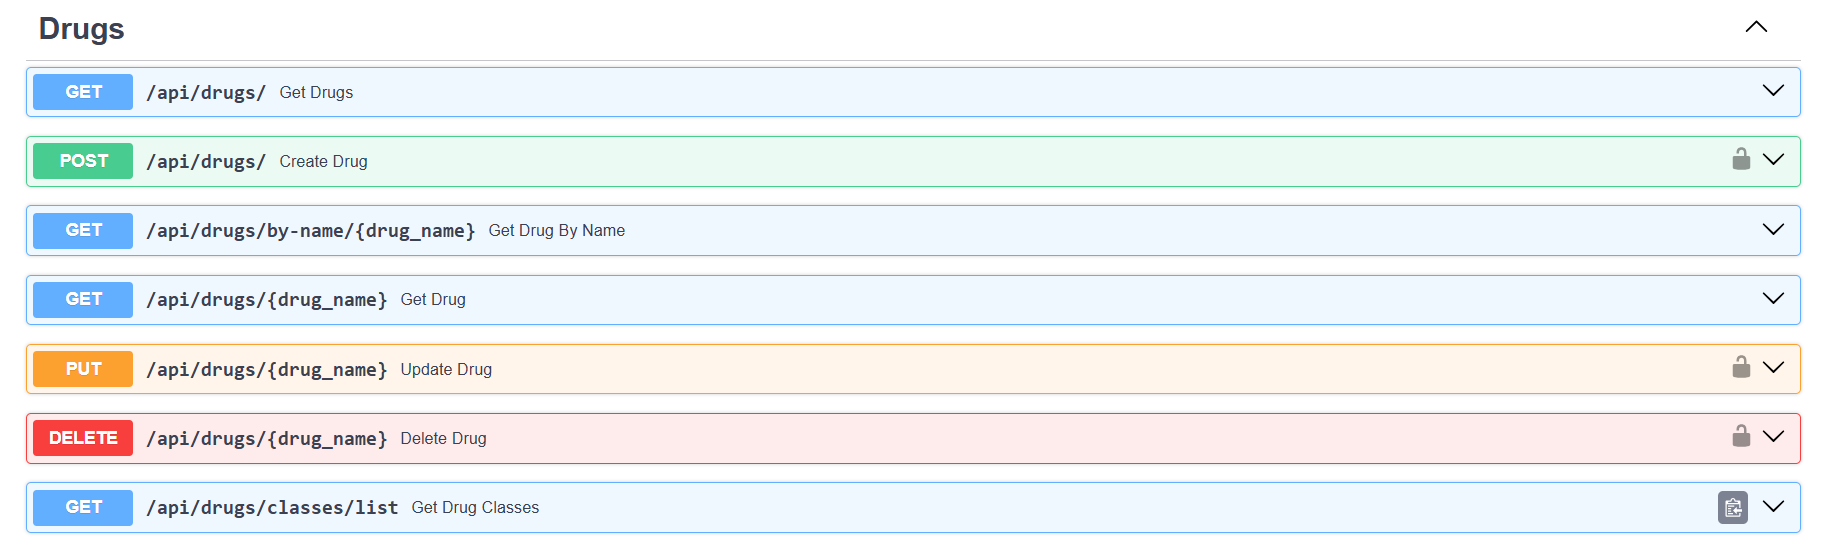 Drugs
GET /api/drugs/ Get Drugs
POST /api/drugs/ Create Drug
GET /api/drugs/by-name/{drug_name} Get Drug By Name
GET /api/drugs/{drug_name} Get Drug
PUT /api/drugs/{drug_name} Update Drug
DELETE /api/drugs/{drug_name} Delete Drug
GET /api/drugs/classes/list Get Drug Classes